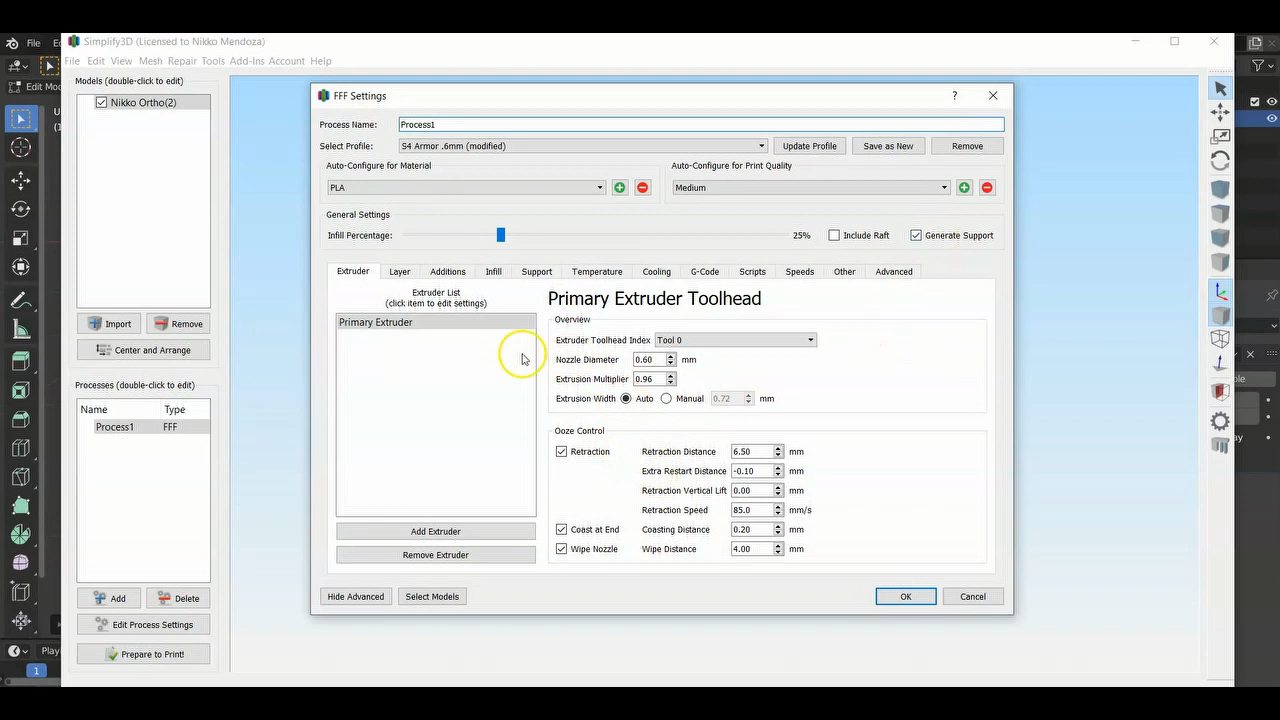 Simplify3D (Licensed to Nikko Mendoza)
File
File Edit View Mesh Repair Tools Add-Ins Account Help
Edit Mode
Models (double-click to edit)
Nikko Ortho(2)
Import Remove
Center and Arrange
Processes (double-click to edit)
Name Type
Process1 FFF
Add Delete
Edit Process Settings
Prepare to Print!
1
FFF Settings
? ×
Process Name: Process1
Select Profile: S4 Armor .6mm (modified) Update Profile Save as New Remove
Auto-Configure for Material Auto-Configure for Print Quality
PLA Medium
General Settings
Infill Percentage: 25% Include Raft Generate Support
Extruder Layer Additions Infill Support Temperature Cooling G-Code Scripts Speeds Other Advanced
Extruder List
(click item to edit settings)
Primary Extruder
Add Extruder
Remove Extruder
Primary Extruder Toolhead
Overview
Extruder Toolhead Index Tool 0
Nozzle Diameter 0.60 mm
Extrusion Multiplier 0.96
Extrusion Width Auto Manual 0.72 mm
Ooze Control
Retraction Retraction Distance 6.50 mm
Extra Restart Distance -0.10 mm
Retraction Vertical Lift 0.00 mm
Retraction Speed 85.0 mm/s
Coast at End Coasting Distance 0.20 mm
Wipe Nozzle Wipe Distance 4.00 mm
Hide Advanced Select Models OK Cancel